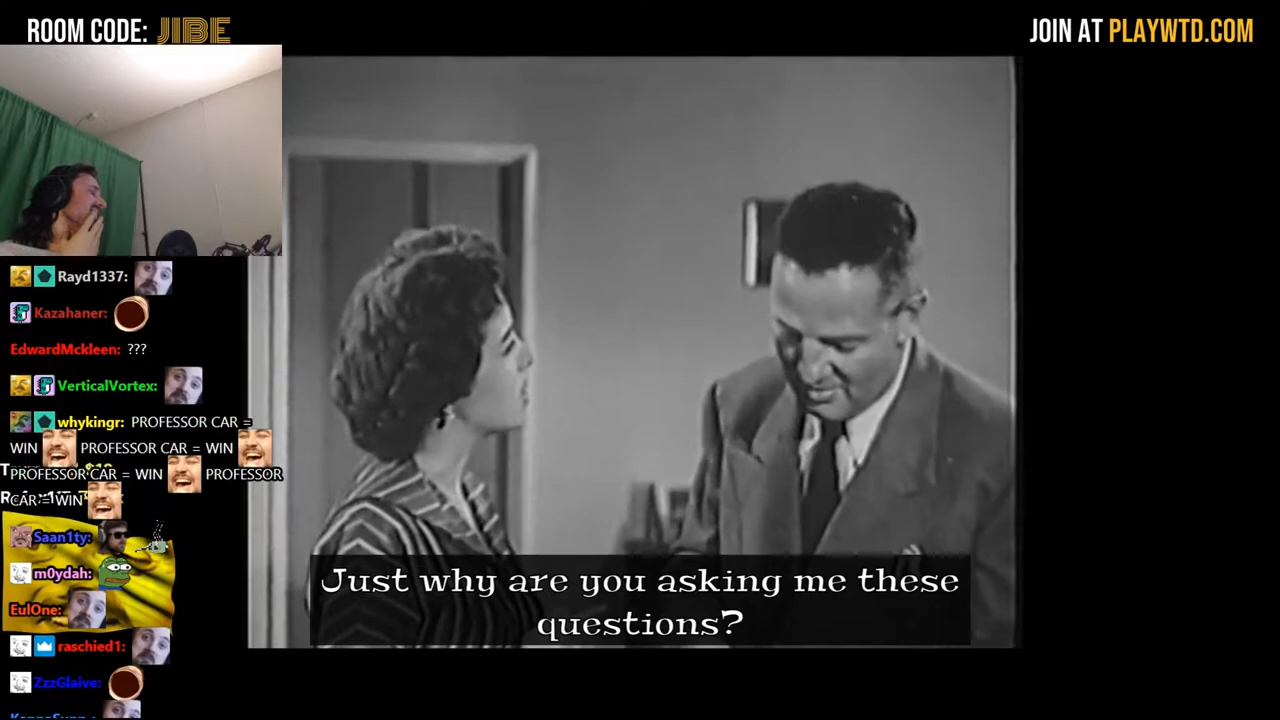 ROOM CODE: JIBE
JOIN AT PLAYWTD.COM
Rayd1337:
Kazahaner:
EdwardMckleen: ???
VerticalVortex:
whykingr: PROFESSOR CAR =
WIN PROFESSOR CAR = WIN
PROFESSOR CAR = WIN PROFESSOR
CAR = WIN
Saan1ty:
m0ydah:
EulOne:
raschied1:
ZzzGlaive:
Just why are you asking me these
questions?